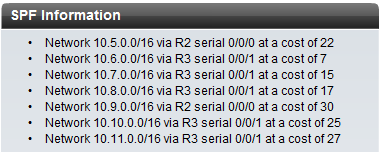 SPF Information
• Network 10.5.0.0/16 via R2 serial 0/0/0 at a cost of 22
• Network 10.6.0.0/16 via R3 serial 0/0/1 at a cost of 7
• Network 10.7.0.0/16 via R3 serial 0/0/1 at a cost of 15
• Network 10.8.0.0/16 via R3 serial 0/0/1 at a cost of 17
• Network 10.9.0.0/16 via R2 serial 0/0/0 at a cost of 30
• Network 10.10.0.0/16 via R3 serial 0/0/1 at a cost of 25
• Network 10.11.0.0/16 via R3 serial 0/0/1 at a cost of 27